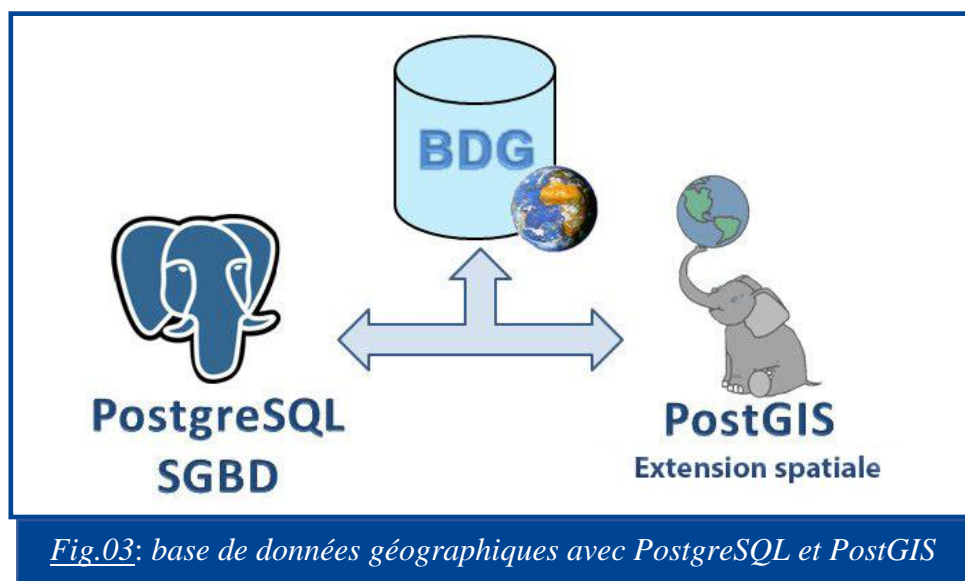 BDG
PostgreSQL
SGBD
PostGIS
Extension spatiale
Fig.03: base de données géographiques avec PostgreSQL et PostGIS